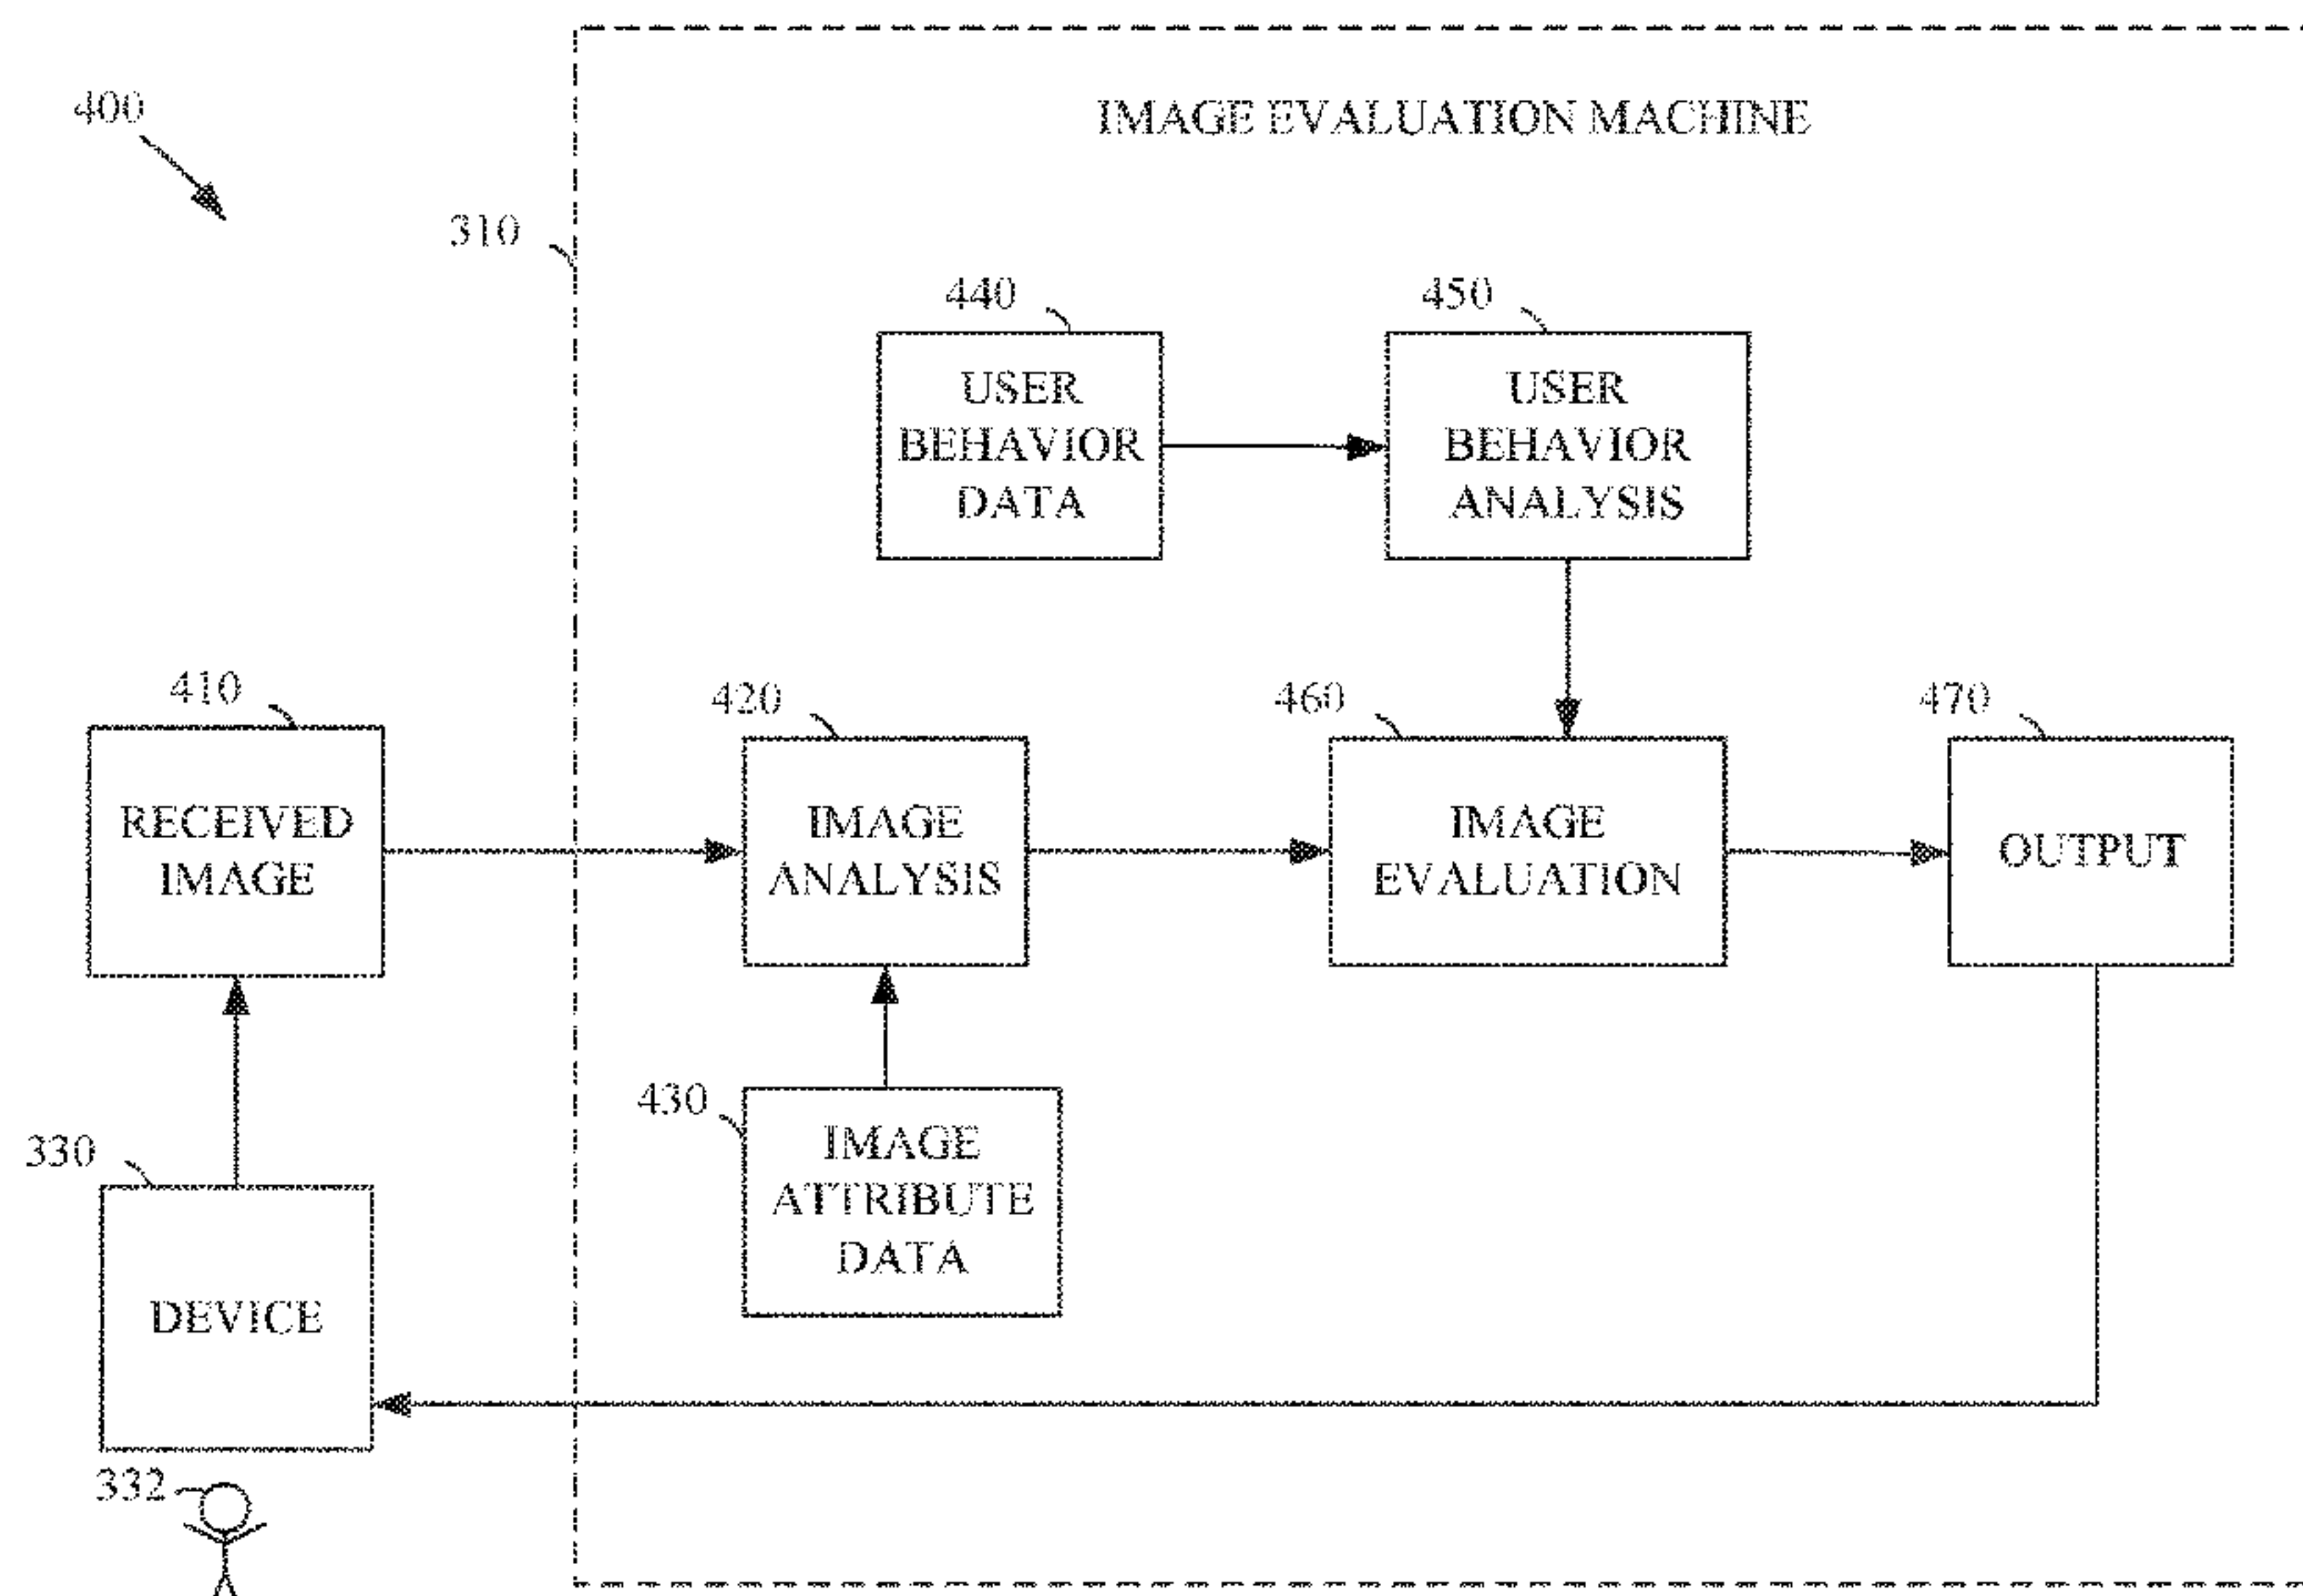 400
IMAGE EVALUATION MACHINE
310
440
450
USER
BEHAVIOR
DATA
USER
BEHAVIOR
ANALYSIS
410
420
460
470
RECEIVED
IMAGE
IMAGE
ANALYSIS
IMAGE
EVALUATION
OUTPUT
430
IMAGE
ATTRIBUTE
DATA
330
DEVICE
332